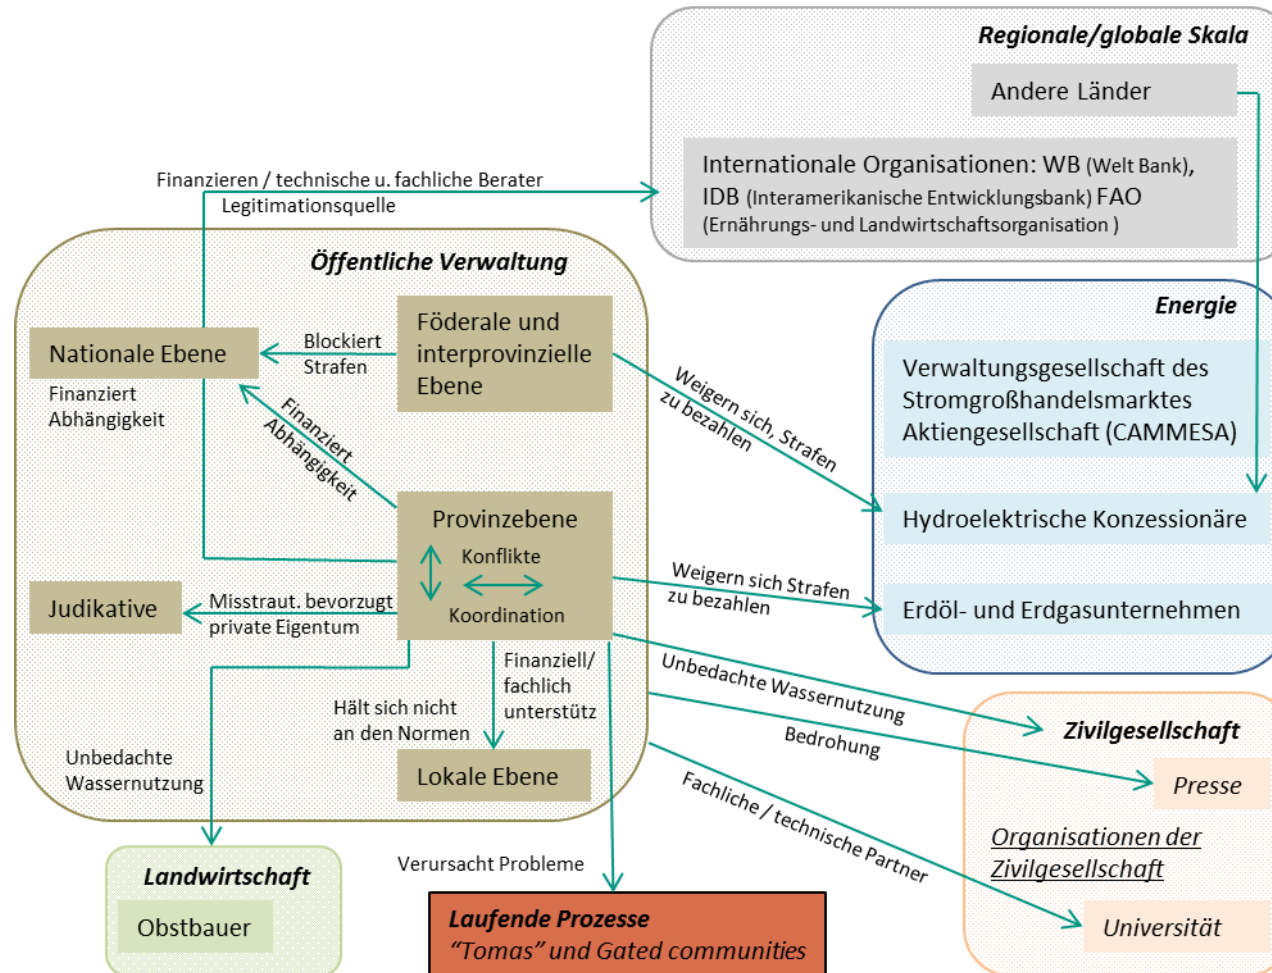 Regionale/globale Skala
Andere Länder
Internationale Organisationen: WB (Welt Bank),
IDB (Interamerikanische Entwicklungsbank) FAO
(Ernährungs- und Landwirtschaftsorganisation )
Finanzieren / technische u. fachliche Berater
Legitimationsquelle
Öffentliche Verwaltung
Nationale Ebene
Finanziert
Abhängigkeit
Blockiert
Strafen
Föderale und
interprovinzielle
Ebene
Finanziert
Abhängigkeit
Weigern sich, Strafen
zu bezahlen
Energie
Verwaltungsgesellschaft des
Stromgroßhandelsmarktes
Aktiengesellschaft (CAMMESA)
Hydroelektrische Konzessionäre
Erdöl- und Erdgasunternehmen
Provinzebene
Konflikte
Koordination
Weigern sich Strafen
zu bezahlen
Judikative
Misstraut. bevorzugt
private Eigentum
Finanziell/
fachlich
unterstütz
Hält sich nicht
an den Normen
Lokale Ebene
Unbedachte
Wassernutzung
Unbedachte Wassernutzung
Bedrohung
Fachliche / technische Partner
Zivilgesellschaft
Presse
Organisationen der
Zivilgesellschaft
Universität
Landwirtschaft
Obstbauer
Verursacht Probleme
Laufende Prozesse
“Tomas” und Gated communities